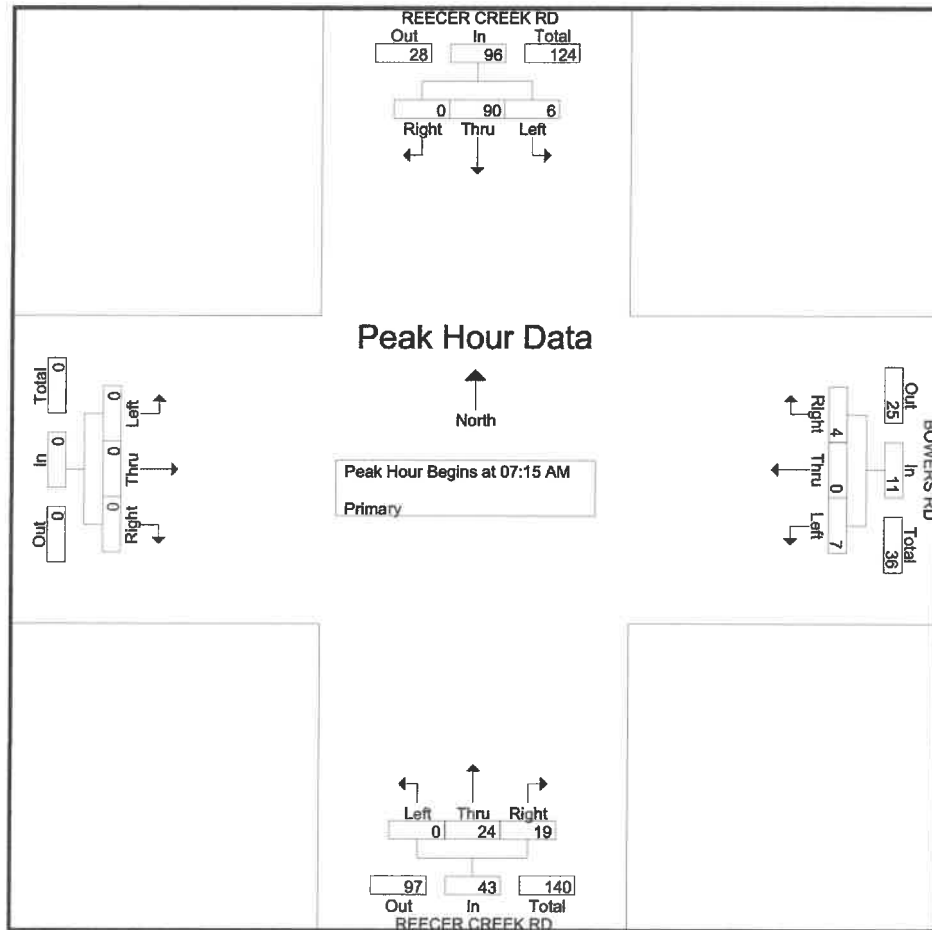 REECER CREEK RD
Out In Total
28 96 124
0 90 6
Right Thru Left
Peak Hour Data
North
Peak Hour Begins at 07:15 AM
Primary
Total In Out
0 0 0
0 0 0
Left Thru Right
Right Thru Left
4 0 7
Out In Total
25 11 36
BOWERS RD
Left Thru Right
0 24 19
97 43 140
Out In Total
REECER CREEK RD